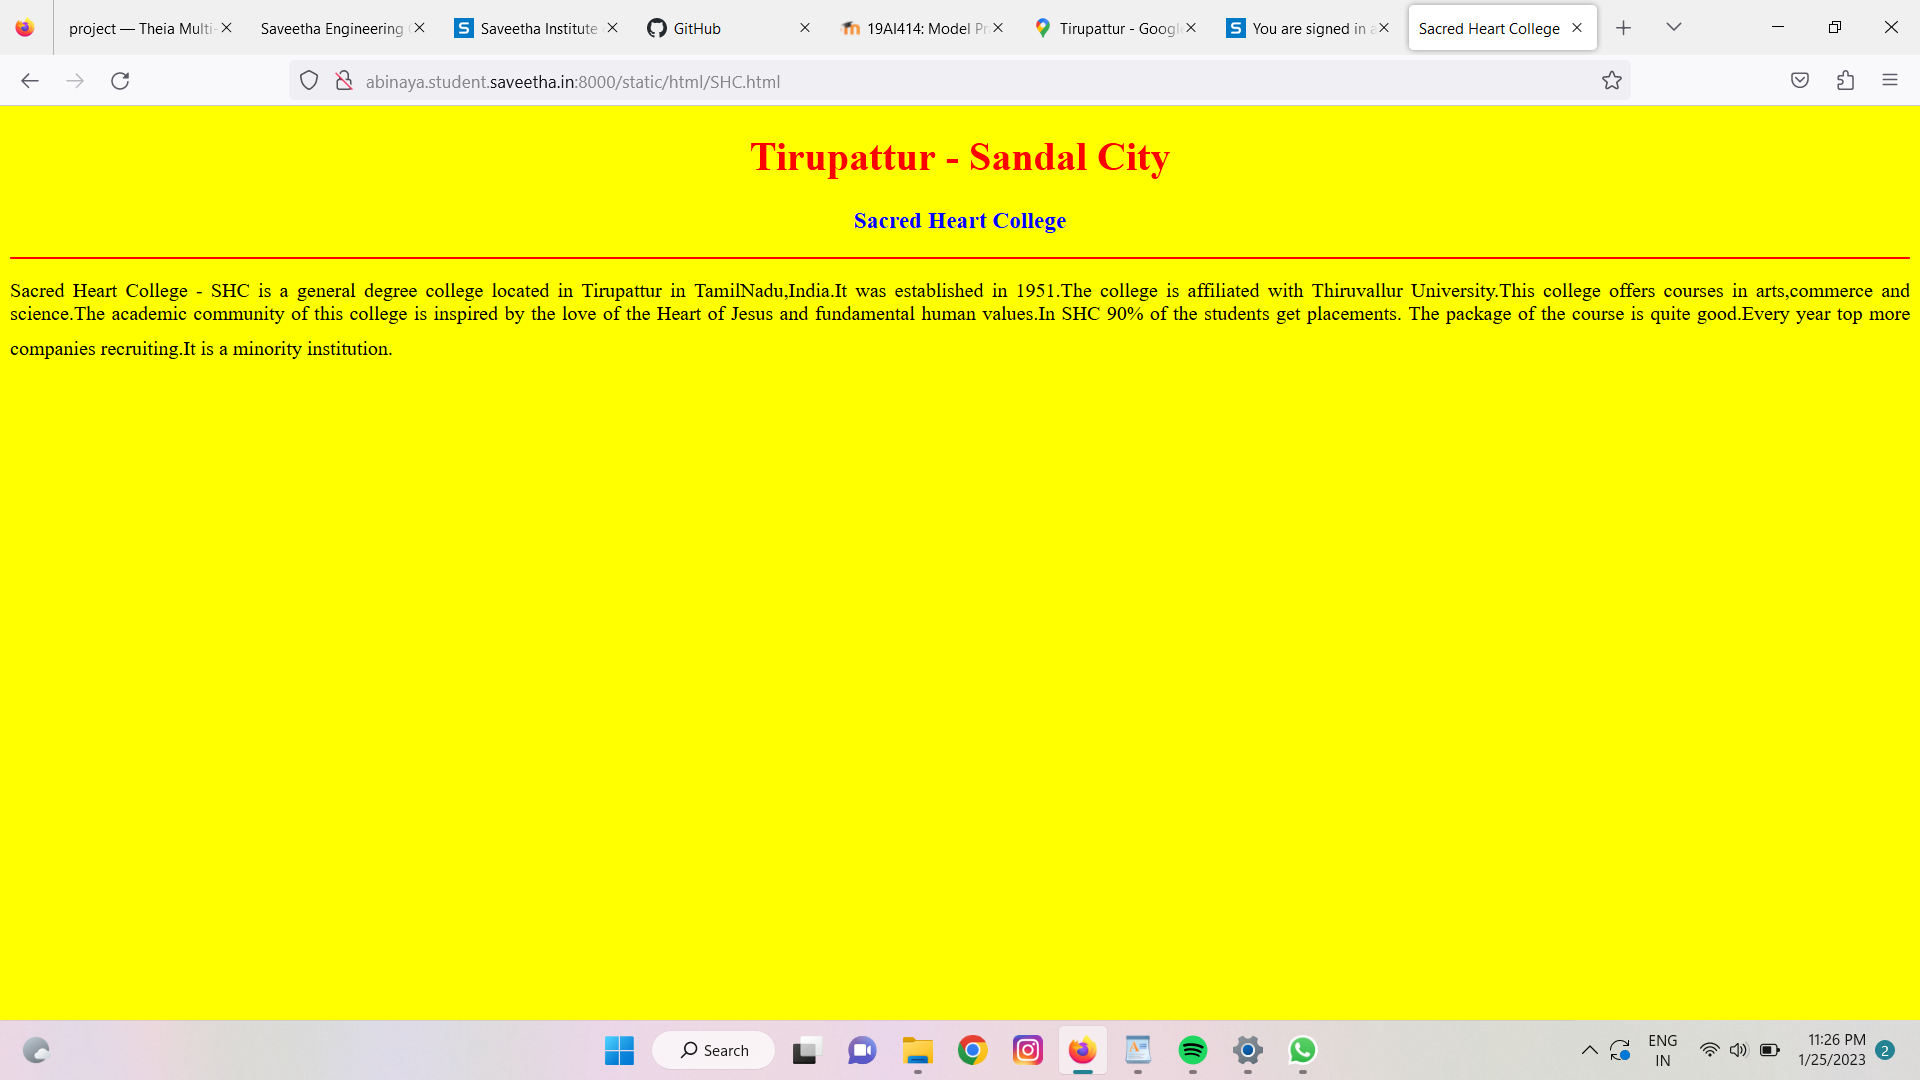 project — Theia Multi-
Saveetha Engineering
Saveetha Institute
GitHub
19AI414: Model Pr
Tirupattur - Googl
You are signed in a
Sacred Heart College
abinaya.student.saveetha.in:8000/static/html/SHC.html
Tirupattur - Sandal City
Sacred Heart College
Sacred Heart College - SHC is a general degree college located in Tirupattur in TamilNadu,India.It was established in 1951.The college is affiliated with Thiruvallur University.This college offers courses in arts,commerce and
science.The academic community of this college is inspired by the love of the Heart of Jesus and fundamental human values.In SHC 90% of the students get placements. The package of the course is quite good.Every year top more
companies recruiting.It is a minority institution.
Search
ENG
IN
11:26 PM
1/25/2023
2